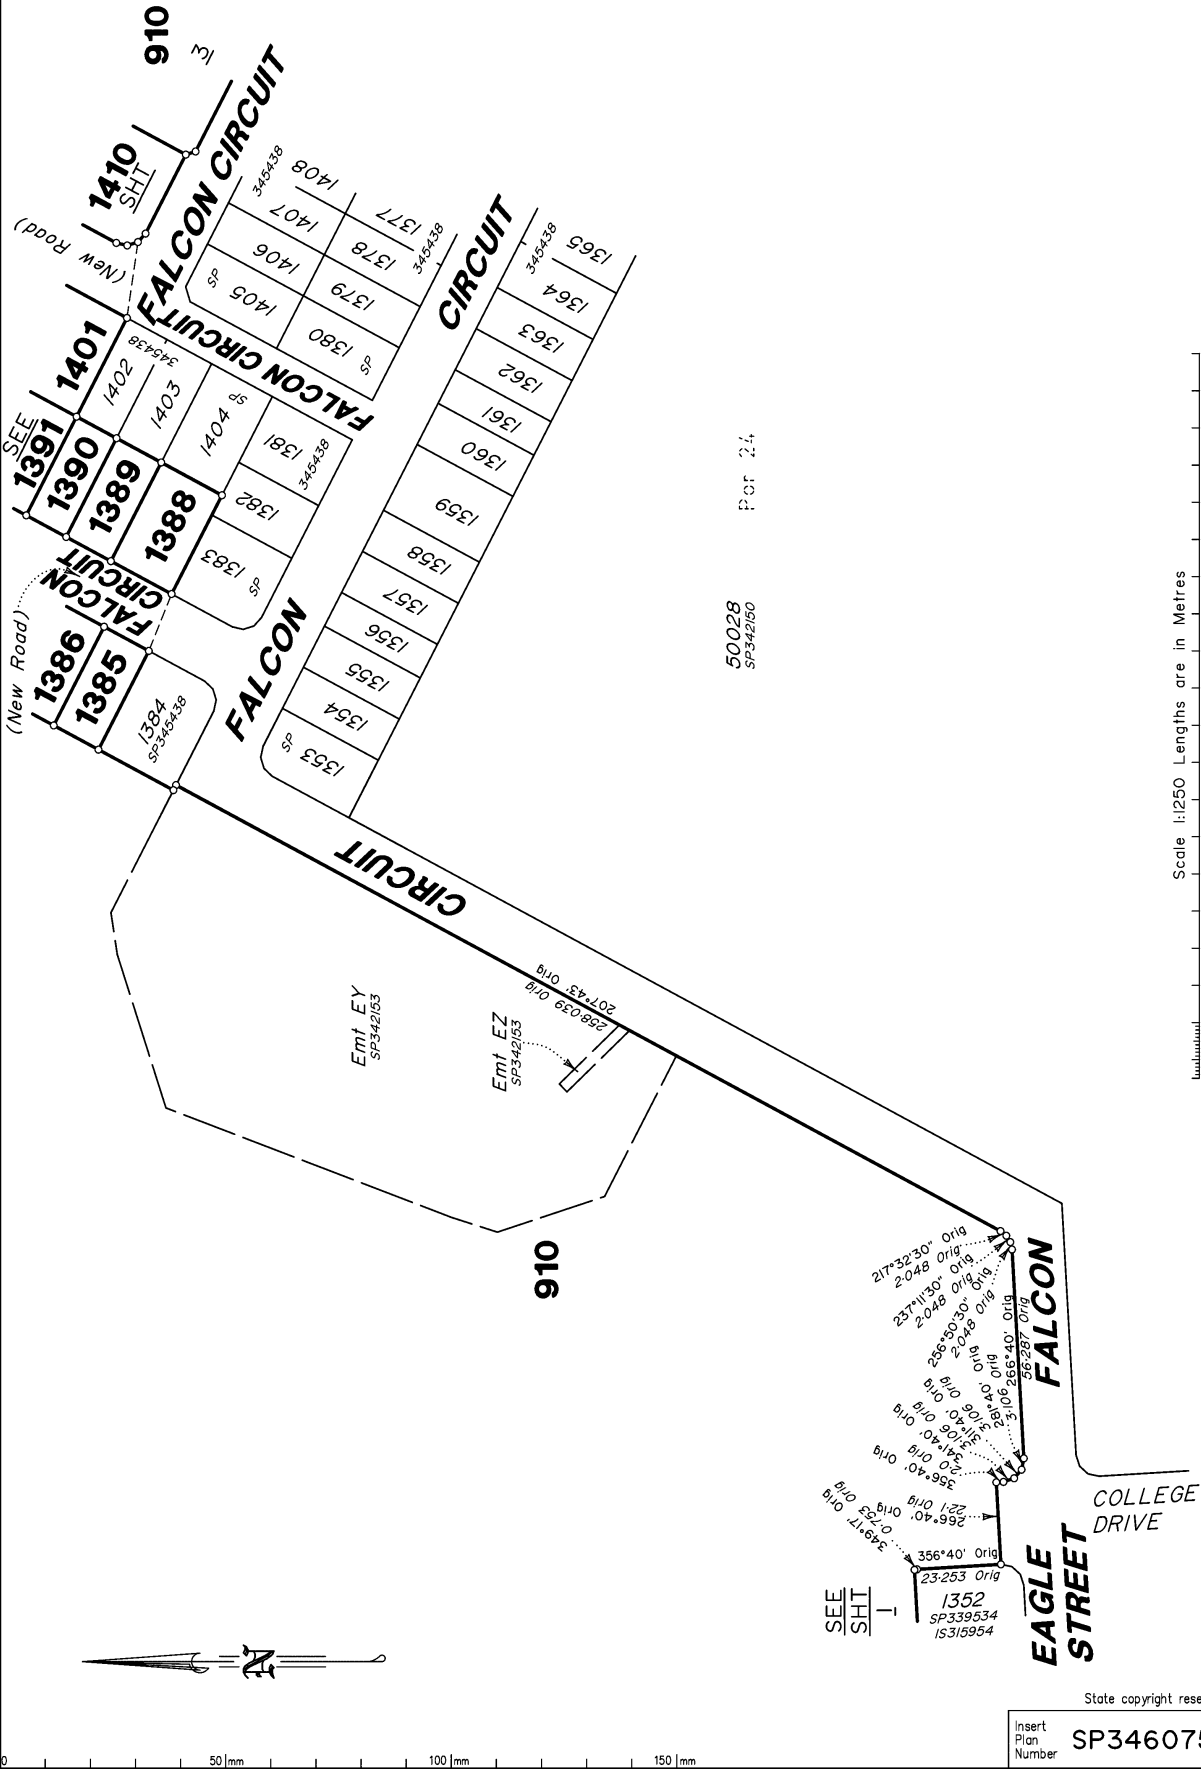 910
3
1410
SHT
(New Road)
FALCON CIRCUIT
345438
1408
1407
1406
1405
SP
1377
345438
1378
1379
1380
SP
FALCON CIRCUIT
SEE
1391
1401
1390
1402
345438
1389
1403
1388
1404
SP
1381
345438
1382
1383
SP
(New Road)
FALCON
CIRCUIT
1386
1385
1384
SP345438
FALCON
CIRCUIT
345438
1365
1364
1363
1362
1361
1360
1359
1358
1357
1356
1355
1354
1353
SP
Por 24
50028
SP342150
CIRCUIT
207°43' Orig
258·039 Orig
Emt EY
SP342153
Emt EZ
SP342153
910
217°32'30" Orig
2·048 Orig
237°11'30" Orig
2·048 Orig
256°50'30" Orig
2·048 Orig
266°40' Orig
56·287 Orig
281°40' Orig
3·106 Orig
311°40' Orig
3·106 Orig
341°40' Orig
3·106 Orig
356°40' Orig
2·0 Orig
266°40' Orig
22·1 Orig
349°17' Orig
0·753 Orig
356°40' Orig
23·253 Orig
FALCON
COLLEGE
DRIVE
EAGLE
STREET
SEE
SHT
1
1352
SP339534
IS315954
N
Scale 1:1250 Lengths are in Metres
State copyright rese
Insert
Plan
Number
SP346075
0
50 mm
100 mm
150 mm